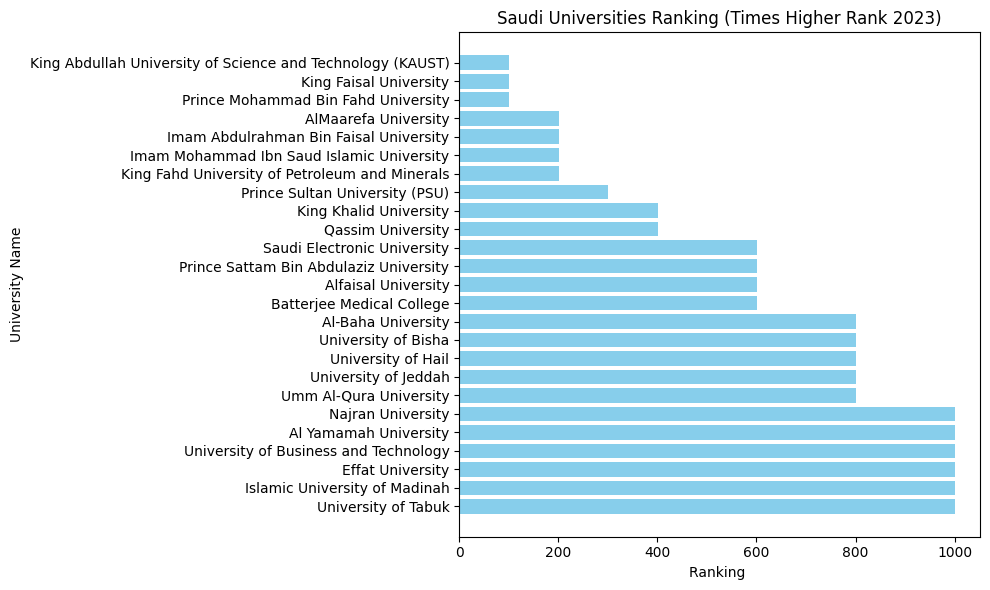 Saudi Universities Ranking (Times Higher Rank 2023)
King Abdullah University of Science and Technology (KAUST)
King Faisal University
Prince Mohammad Bin Fahd University
AlMaarefa University
Imam Abdulrahman Bin Faisal University
Imam Mohammad Ibn Saud Islamic University
King Fahd University of Petroleum and Minerals
Prince Sultan University (PSU)
King Khalid University
Qassim University
Saudi Electronic University
Prince Sattam Bin Abdulaziz University
Alfaisal University
Batterjee Medical College
Al-Baha University
University of Bisha
University of Hail
University of Jeddah
Umm Al-Qura University
Najran University
Al Yamamah University
University of Business and Technology
Effat University
Islamic University of Madinah
University of Tabuk
University Name
0 200 400 600 800 1000
Ranking